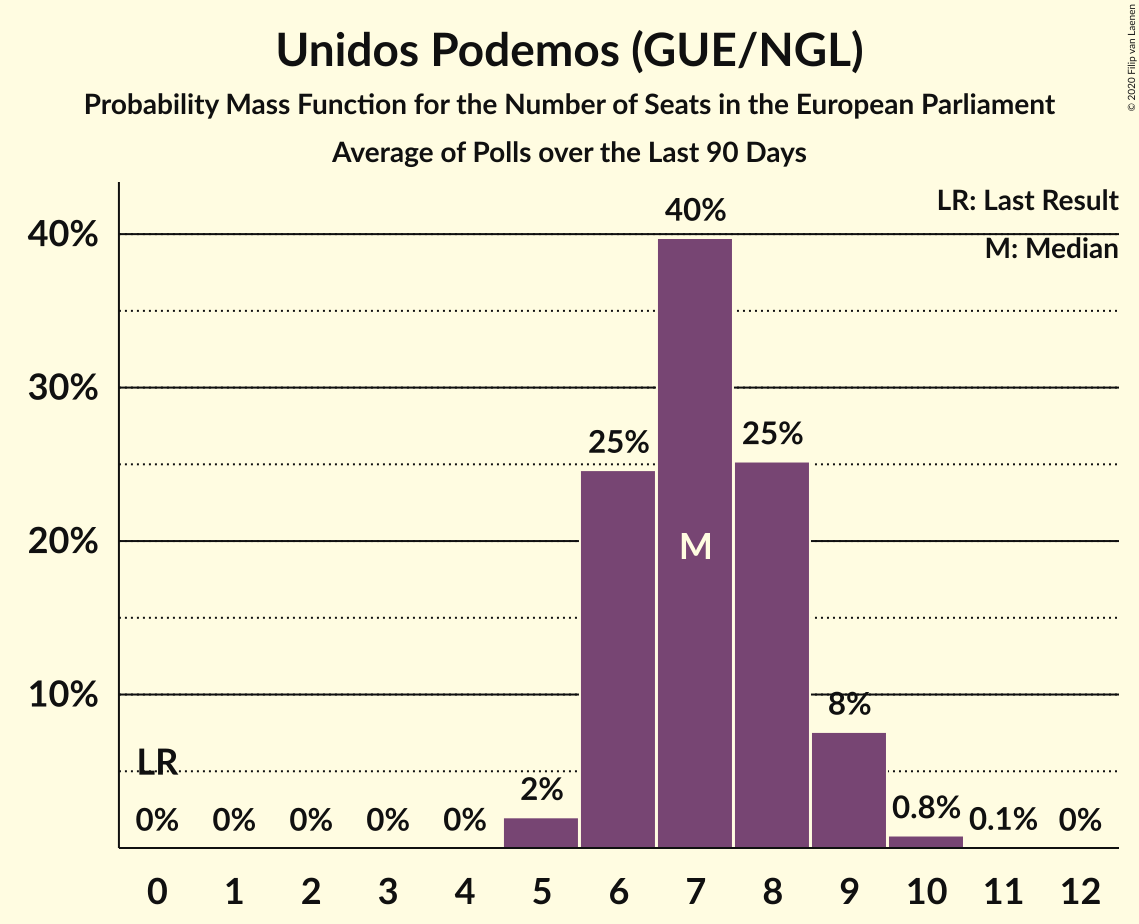 Unidos Podemos (GUE/NGL)
Probability Mass Function for the Number of Seats in the European Parliament
Average of Polls over the Last 90 Days
© 2020 Filip van Laenen
LR: Last Result
M: Median
40%
30%
20%
10%
40%
25%
25%
M
8%
LR
2%
0%
0%
0%
0%
0%
0.8%
0.1%
0%
0 1 2 3 4 5 6 7 8 9 10 11 12